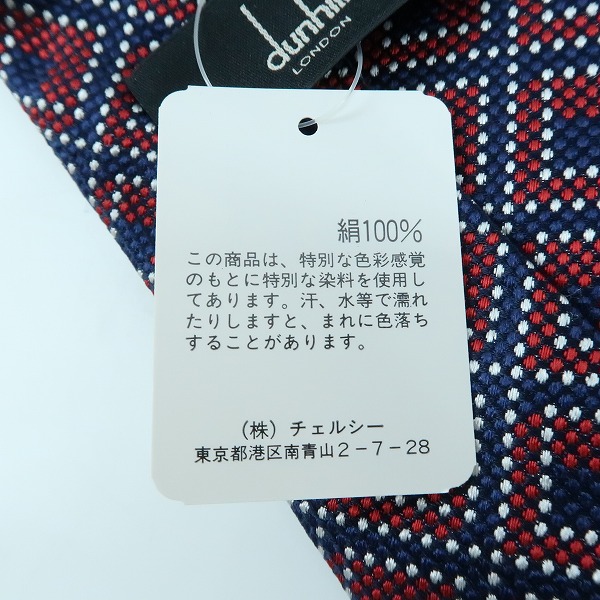 dunhill
LONDON
絹100%
この商品は、特別な色彩感覚
のもとに特別な染料を使用し
てあります。汗、水等で濡れ
たりしますと、まれに色落ち
することがあります。
(株) チェルシー
東京都港区南青山2-7-28